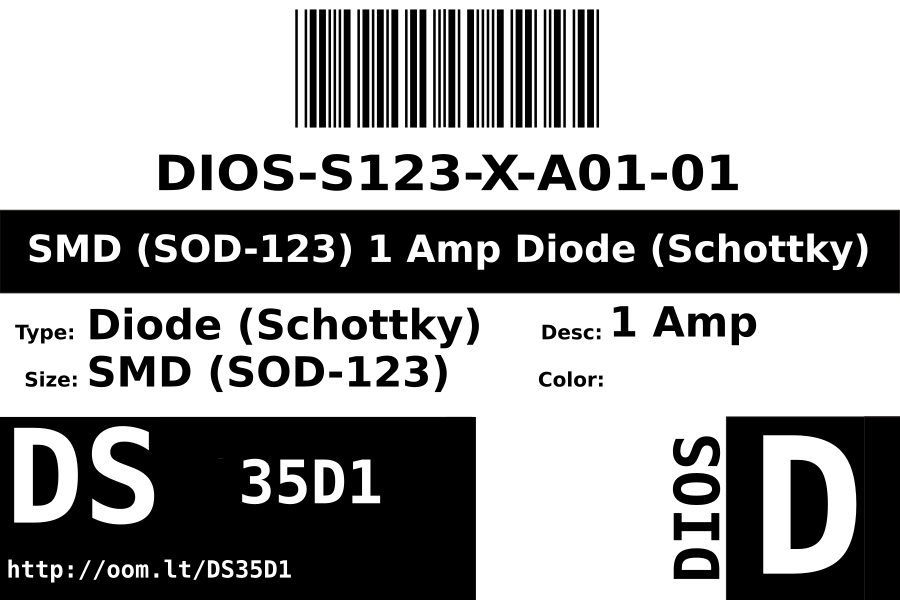 DIOS-S123-X-A01-01
SMD (SOD-123) 1 Amp Diode (Schottky)
Type: Diode (Schottky) Desc: 1 Amp
Size: SMD (SOD-123) Color:
DS 35D1
http://oom.lt/DS35D1
DIOS D